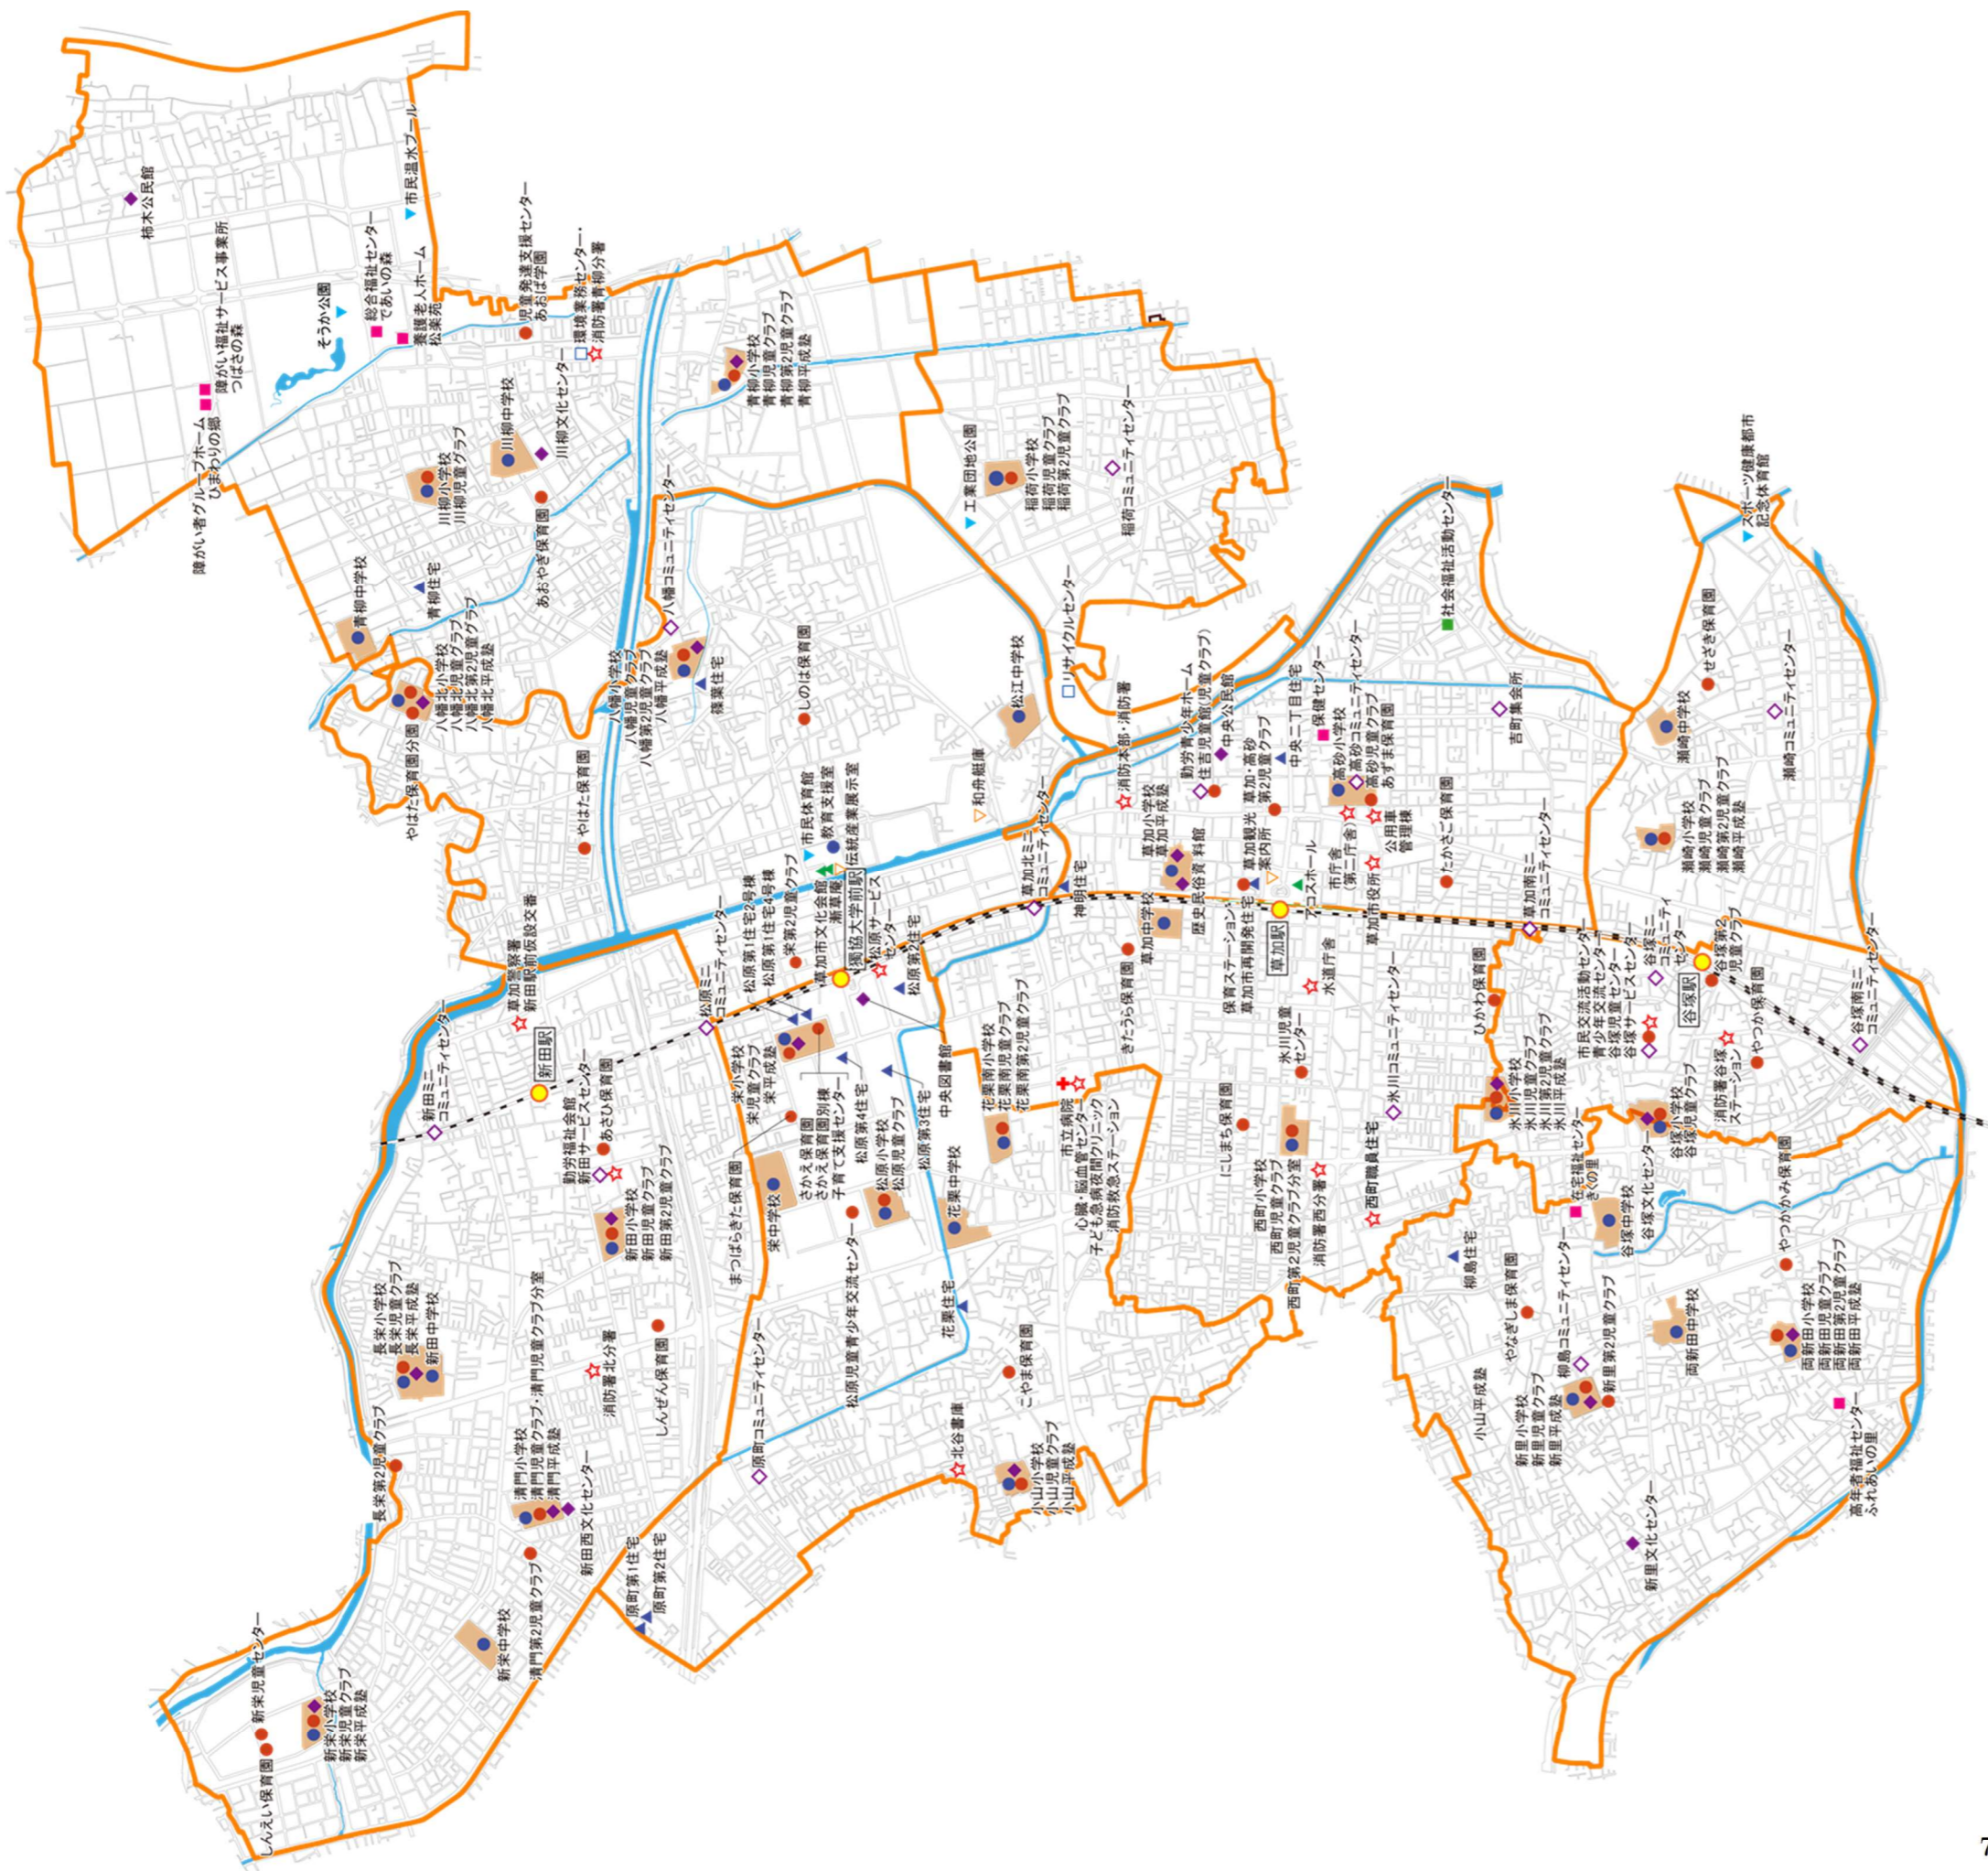 柿木公民館
市民温水プール
障がい福祉サービス事業所
つばさの森
そうか公園
総合福祉センター
であいの森
養護老人ホーム
松楽苑
児童発達支援センター
あおば学園
環境業務センター・
消防署青柳分署
障がい者グループホーム
ひまわりの郷
川柳中学校
川柳文化センター
川柳小学校
川柳児童クラブ
青柳小学校
青柳児童クラブ
青柳第2児童クラブ
青柳平成塾
あおやぎ保育園
青柳中学校
青柳住宅
八幡北小学校
八幡北児童クラブ
八幡北第2児童クラブ
八幡北平成塾
やはた保育園分園
八幡コミュニティセンター
八幡小学校
八幡児童クラブ
八幡第2児童クラブ
八幡平成塾
篠葉住宅
しのは保育園
やはた保育園
工業団地公園
稲荷小学校
稲荷児童クラブ
稲荷第2児童クラブ
稲荷コミュニティセンター
松江中学校
リサイクルセンター
和舟艇庫
市民体育館
教育支援室
伝統産業展示室
草加市文化会館
漸草庵
獨協大学前駅
松原サービス
センター
松原第2住宅
栄第2児童クラブ
松原第1住宅2号棟
松原第1住宅4号棟
松原ミニ
コミュニティセンター
草加警察署
新田駅前仮設交番
新田駅
新田ミニ
コミュニティセンター
勤労福祉会館
新田サービスセンター
あさひ保育園
新田小学校
新田児童クラブ
新田第2児童クラブ
栄小学校
栄児童クラブ
栄平成塾
さかえ保育園
さかえ保育園別棟
子育て支援センター
松原第4住宅
松原小学校
松原児童クラブ
松原第3住宅
中央図書館
まつばらきた保育園
栄中学校
松原児童青少年交流センター
花栗中学校
花栗住宅
花栗南小学校
花栗南児童クラブ
花栗南第2児童クラブ
長栄小学校
長栄児童クラブ
長栄平成塾
新田中学校
長栄第2児童クラブ
清門小学校
清門児童クラブ・清門児童クラブ分室
清門平成塾
消防署北分署
しんぜん保育園
新田西文化センター
清門第2児童クラブ
新栄中学校
新栄児童センター
しんえい保育園
新栄小学校
新栄児童クラブ
新栄平成塾
原町第1住宅
原町第2住宅
原町コミュニティセンター
北谷書庫
こやま保育園
小山小学校
小山児童クラブ
小山平成塾
市立病院
心臓・脳血管センター
子ども急病夜間クリニック
消防救急ステーション
草加北ミニ
コミュニティセンター
神明住宅
消防本部・消防署
草加小学校
草加平成塾
歴史民俗資料館
草加中学校
きたうら保育園
勤労青少年ホーム
住吉児童館(児童クラブ)
中央公民館
草加・高砂
第2児童クラブ
中央二丁目住宅
保健センター
高砂小学校
高砂コミュニティセンター
高砂児童クラブ
あずま保育園
草加観光
案内所
アコスホール
市庁舎
(第二庁舎)
公用車
管理棟
草加市役所
保育ステーション
草加市再開発住宅
草加駅
水道庁舎
氷川児童
センター
氷川コミュニティセンター
にしまち保育園
西町小学校
西町児童クラブ
西町第2児童クラブ分室
消防署西分署
西町職員住宅
社会福祉活動センター
吉町集会所
たかさご保育園
草加南ミニ
コミュニティセンター
ひかわ保育園
氷川小学校
氷川児童クラブ
氷川第2児童クラブ
氷川平成塾
市民交流活動センター
青少年交流センター
谷塚児童センター
谷塚サービスセンター
谷塚ミニ
コミュニティ
センター
谷塚駅
谷塚第2
児童クラブ
やつか保育園
消防署谷塚
ステーション
谷塚小学校
谷塚児童クラブ
谷塚文化センター
谷塚南ミニ
コミュニティセンター
スポーツ健康都市
記念体育館
せざき保育園
瀬崎中学校
瀬崎コミュニティセンター
瀬崎小学校
瀬崎児童クラブ
瀬崎第2児童クラブ
瀬崎平成塾
在宅福祉センター
きくの里
谷塚中学校
柳島住宅
やなぎしま保育園
柳島コミュニティセンター
新里第2児童クラブ
小山平成塾
新里小学校
新里児童クラブ
新里平成塾
新里文化センター
両新田中学校
やつかかみ保育園
両新田小学校
両新田児童クラブ
両新田第2児童クラブ
両新田平成塾
高年者福祉センター
ふれあいの里
7